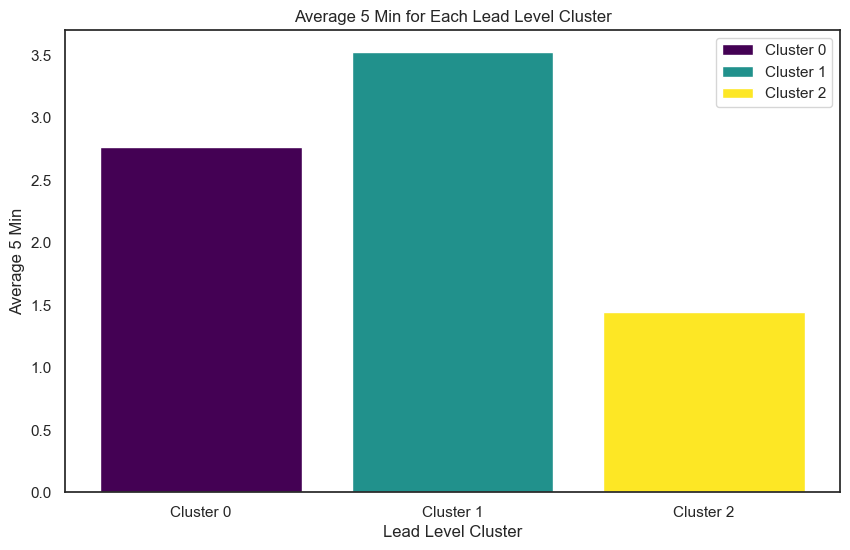 Average 5 Min for Each Lead Level Cluster
Cluster 0
Cluster 1
Cluster 2
3.5
3.0
2.5
2.0
1.5
1.0
0.5
0.0
Average 5 Min
Cluster 0
Cluster 1
Cluster 2
Lead Level Cluster